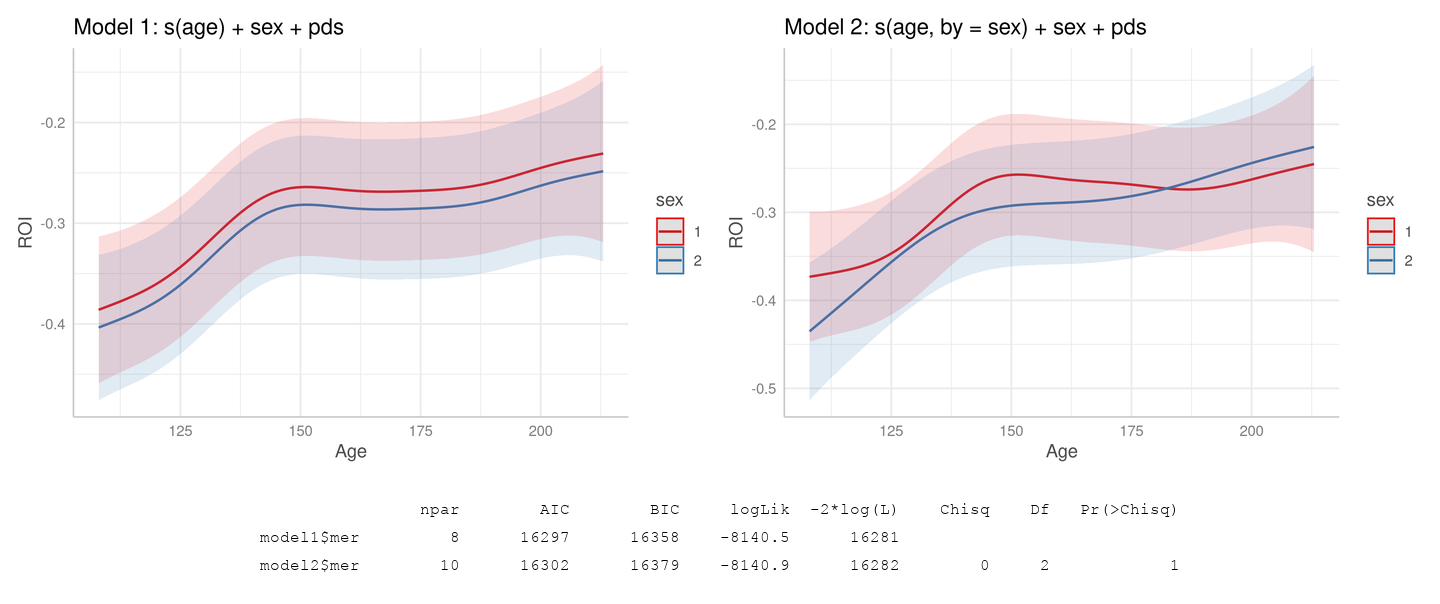 Model 1: s(age) + sex + pds
-0.2
-0.3
-0.4
ROI
125 150 175 200
Age
sex
1
2
Model 2: s(age, by = sex) + sex + pds
-0.2
-0.3
-0.4
-0.5
ROI
125 150 175 200
Age
sex
1
2
npar AIC BIC logLik -2*log(L) Chisq Df Pr(>Chisq)
model1$mer 8 16297 16358 -8140.5 16281
model2$mer 10 16302 16379 -8140.9 16282 0 2 1